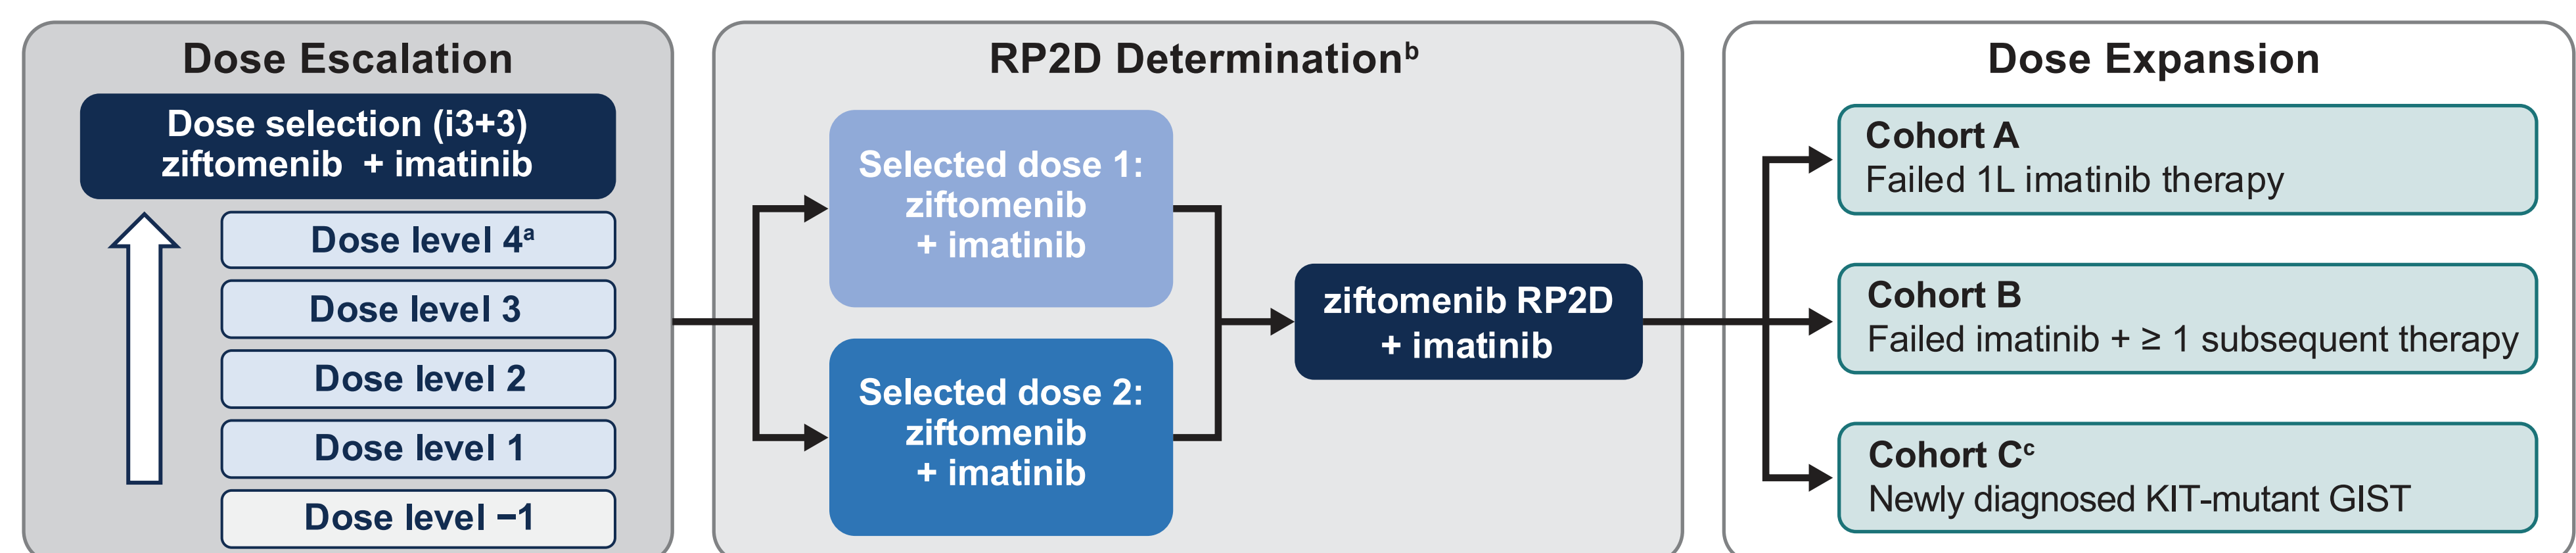 Dose Escalation
Dose selection (i3+3)
ziftomenib + imatinib
Dose level 4ᵃ
Dose level 3
Dose level 2
Dose level 1
Dose level −1
RP2D Determinationᵇ
Selected dose 1:
ziftomenib
+ imatinib
Selected dose 2:
ziftomenib
+ imatinib
ziftomenib RP2D
+ imatinib
Dose Expansion
Cohort A
Failed 1L imatinib therapy
Cohort B
Failed imatinib + ≥ 1 subsequent therapy
Cohort Cᶜ
Newly diagnosed KIT-mutant GIST